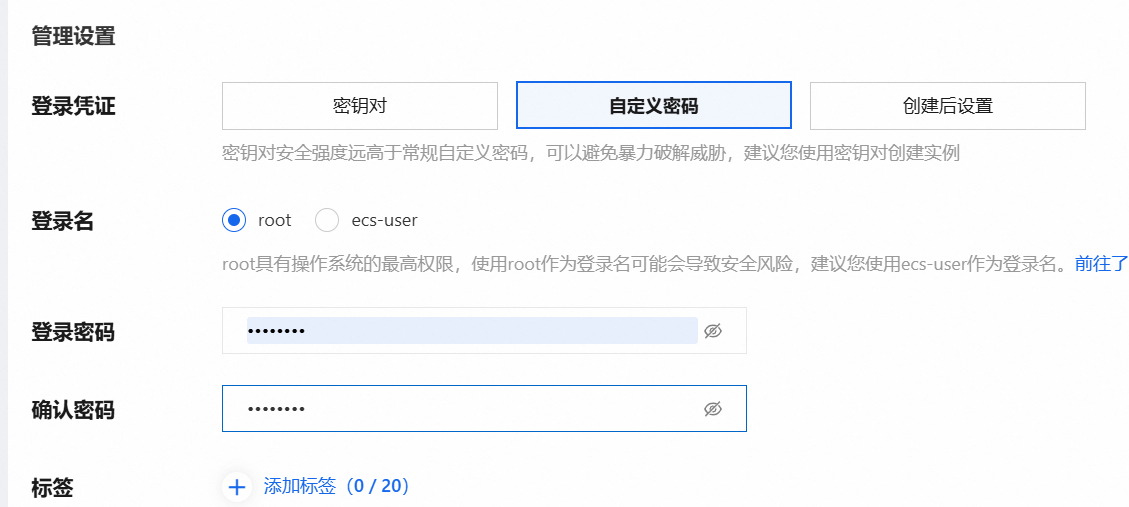 管理设置
登录凭证 密钥对 自定义密码 创建后设置
密钥对安全强度远高于常规自定义密码，可以避免暴力破解威胁，建议您使用密钥对创建实例
登录名 root ecs-user
root具有操作系统的最高权限，使用root作为登录名可能会导致安全风险，建议您使用ecs-user作为登录名。前往了
登录密码 ••••••••
确认密码 ••••••••
标签 + 添加标签（0 / 20）